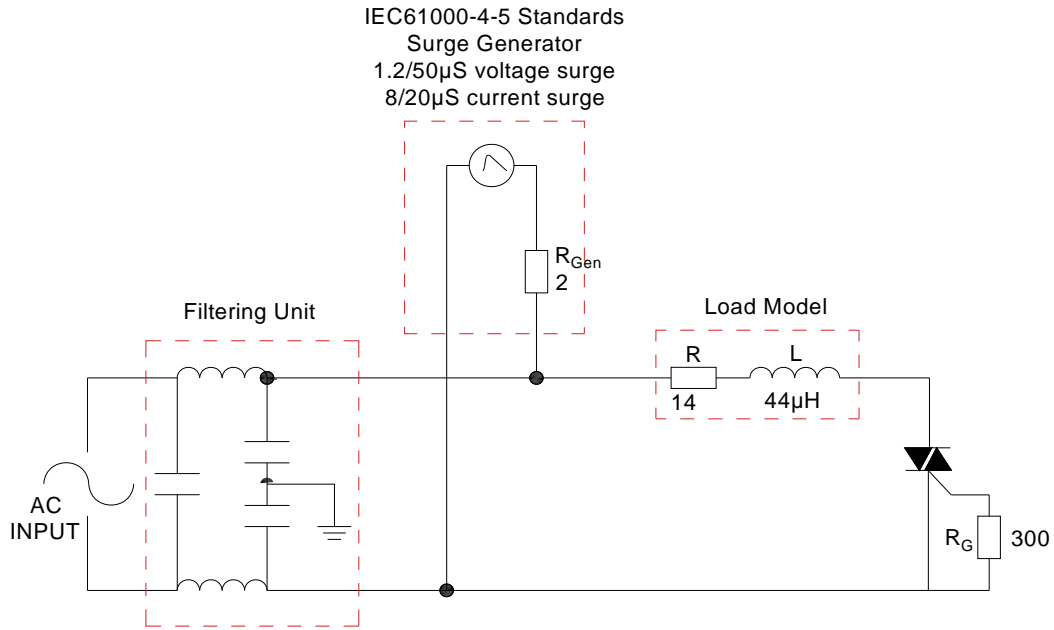 IEC61000-4-5 Standards
Surge Generator
1.2/50μS voltage surge
8/20μS current surge
RGen
2
Filtering Unit
Load Model
R
L
14
44μH
AC
INPUT
RG
300